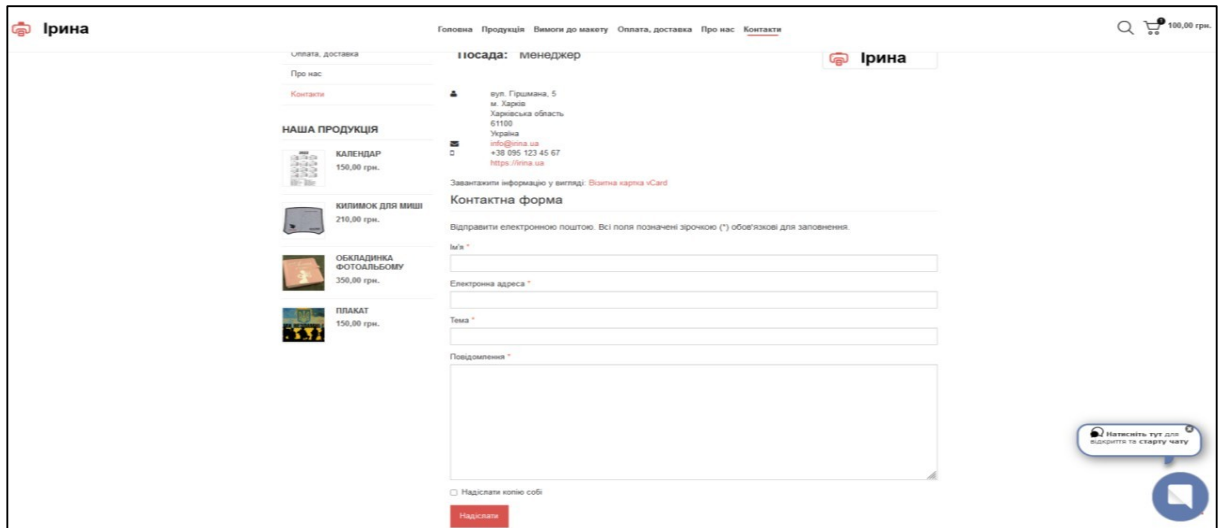 Ірина
Головна Продукція Вимоги до макету Оплата, доставка Про нас Контакти
100,00 грн.
Оплата, доставка
Про нас
Контакти
НАША ПРОДУКЦІЯ
КАЛЕНДАР
150,00 грн.
КИЛИМОК ДЛЯ МИШІ
210,00 грн.
ОБКЛАДИНКА
ФОТОАЛЬБОМУ
350,00 грн.
ПЛАКАТ
150,00 грн.
Посада: Менеджер
Ірина
вул. Гіршмана, 5
м. Харків
Харківська область
61100
Україна
info@irina.ua
+38 095 123 45 67
https://irina.ua
Завантажити інформацію у вигляді: Візитна картка vCard
Контактна форма
Відправити електронною поштою. Всі поля позначені зірочкою (*) обов'язкові для заповнення.
Ім'я *
Електронна адреса *
Тема *
Повідомлення *
Надіслати копію собі
Надіслати
Натисніть тут для
відкриття та старту чату